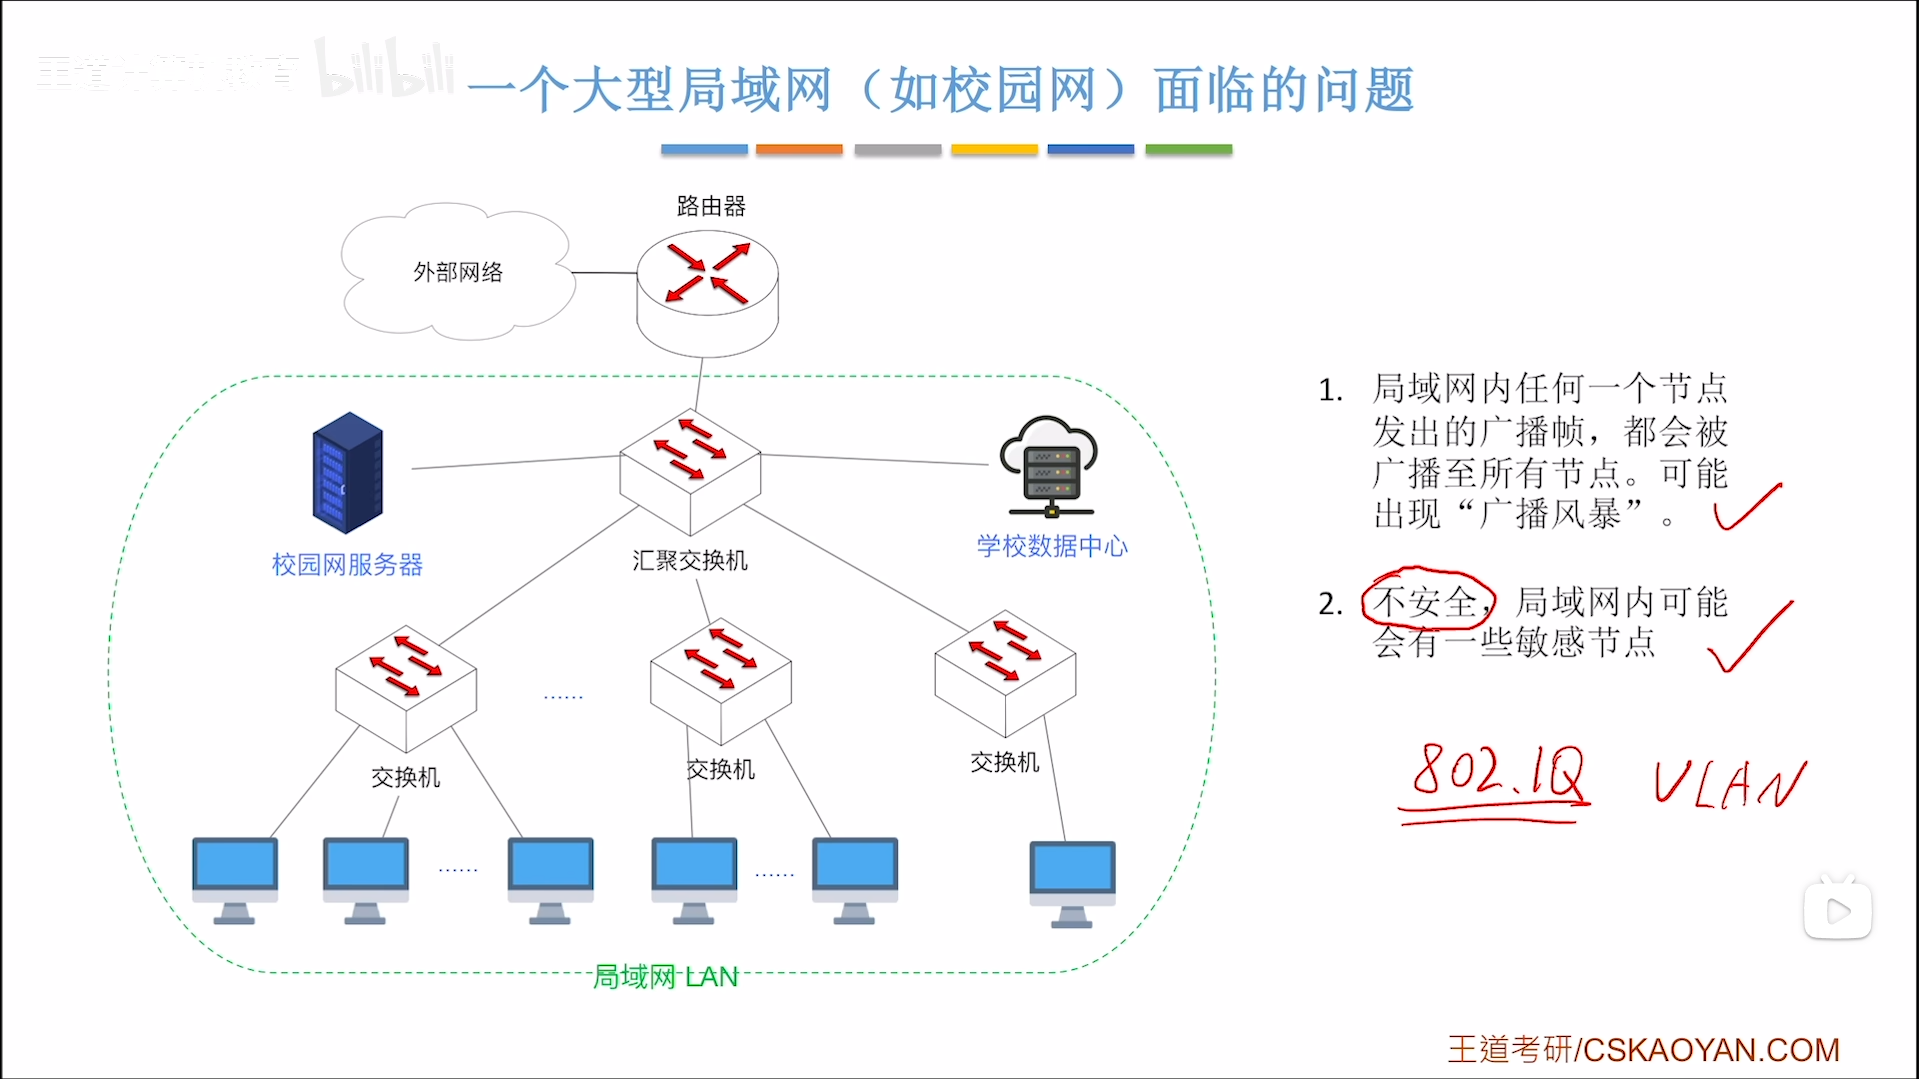 王道计算机教育 bilibili
一个大型局域网（如校园网）面临的问题
路由器
外部网络
校园网服务器
汇聚交换机
学校数据中心
1. 局域网内任何一个节点
发出的广播帧，都会被
广播至所有节点。可能
出现“广播风暴”。
2. 不安全，局域网内可能
会有一些敏感节点
802.1Q VLAN
......
交换机
交换机
交换机
......
......
局域网 LAN
王道考研/CSKAOYAN.COM